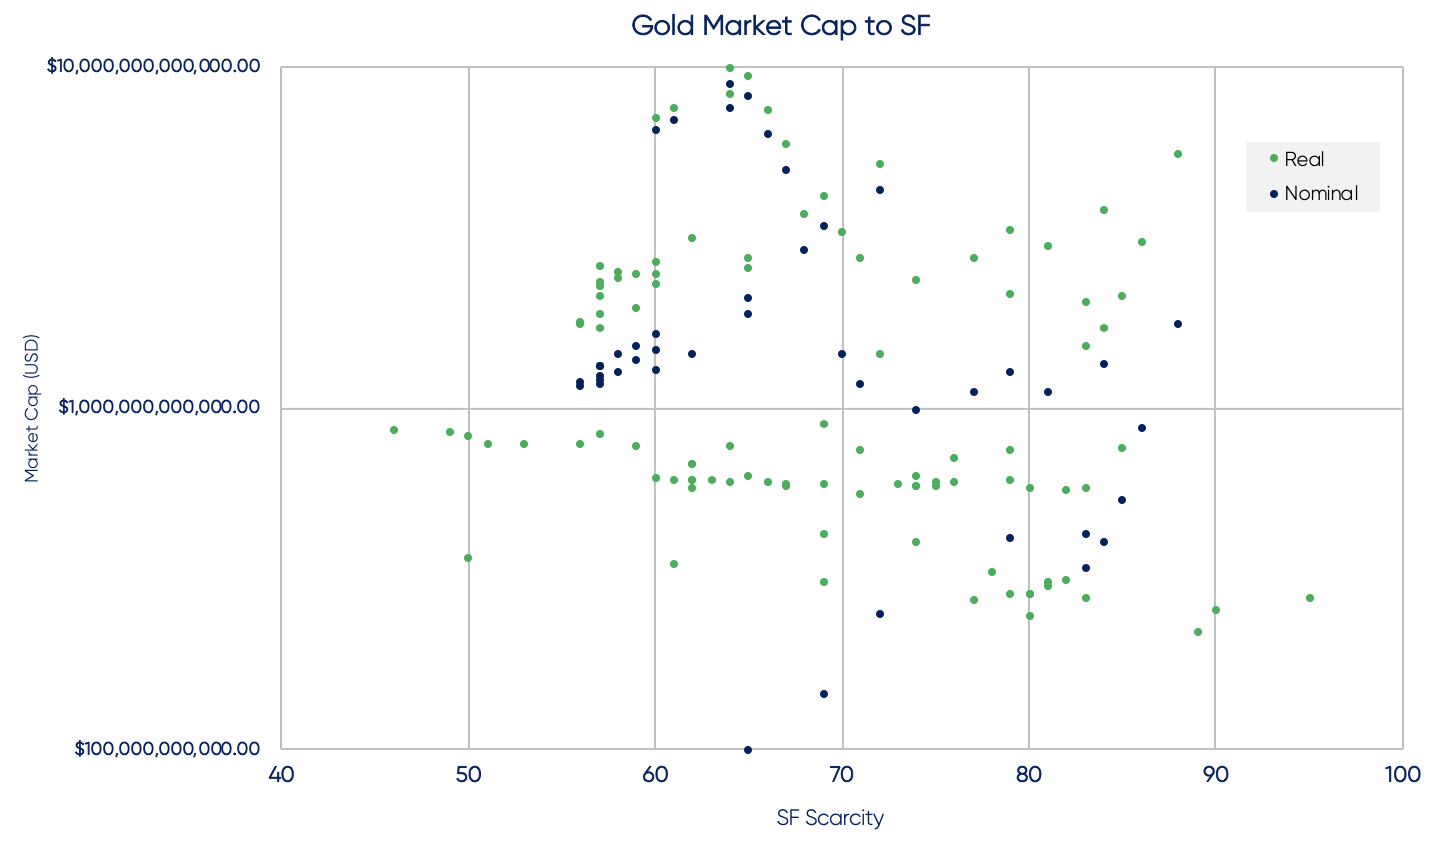 Gold Market Cap to SF
$10,000,000,000,000.00
Real
Nominal
Market Cap (USD)
$1,000,000,000,000.00
$100,000,000,000.00
40 50 60 70 80 90 100
SF Scarcity